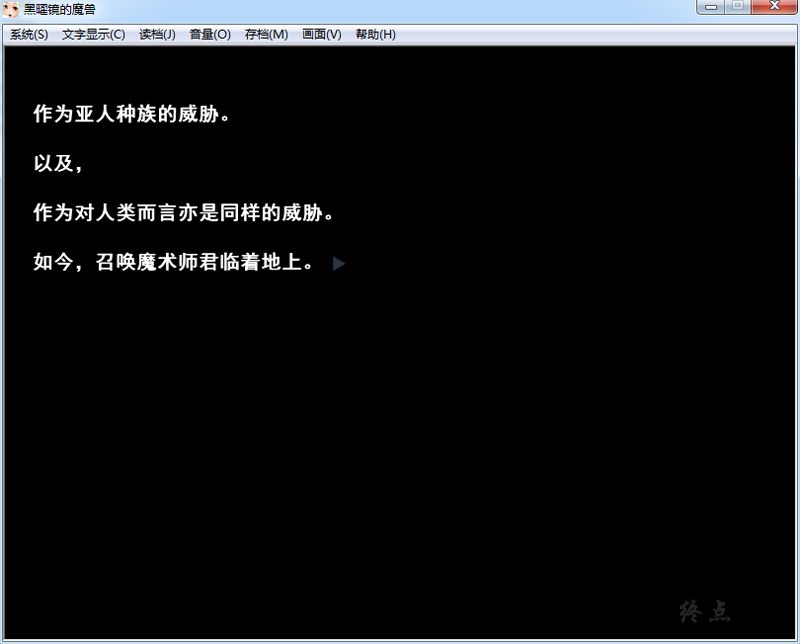 黑曜镜的魔兽
系统(S) 文字显示(C) 读档(J) 音量(O) 存档(M) 画面(V) 帮助(H)
作为亚人种族的威胁。
以及，
作为对人类而言亦是同样的威胁。
如今，召唤魔术师君临着地上。
终点